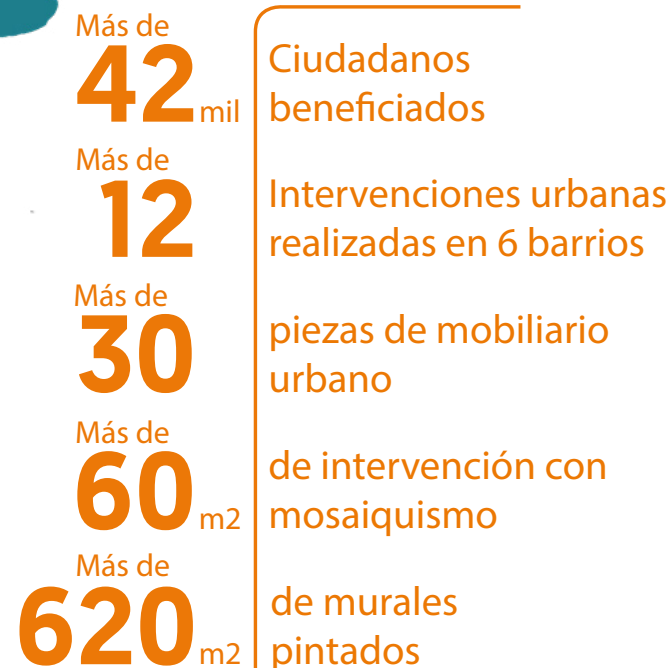 Más de
42 mil
Ciudadanos
beneficiados
Más de
12
Intervenciones urbanas
realizadas en 6 barrios
Más de
30
piezas de mobiliario
urbano
Más de
60 m2
de intervención con
mosaiquismo
Más de
620 m2
de murales
pintados